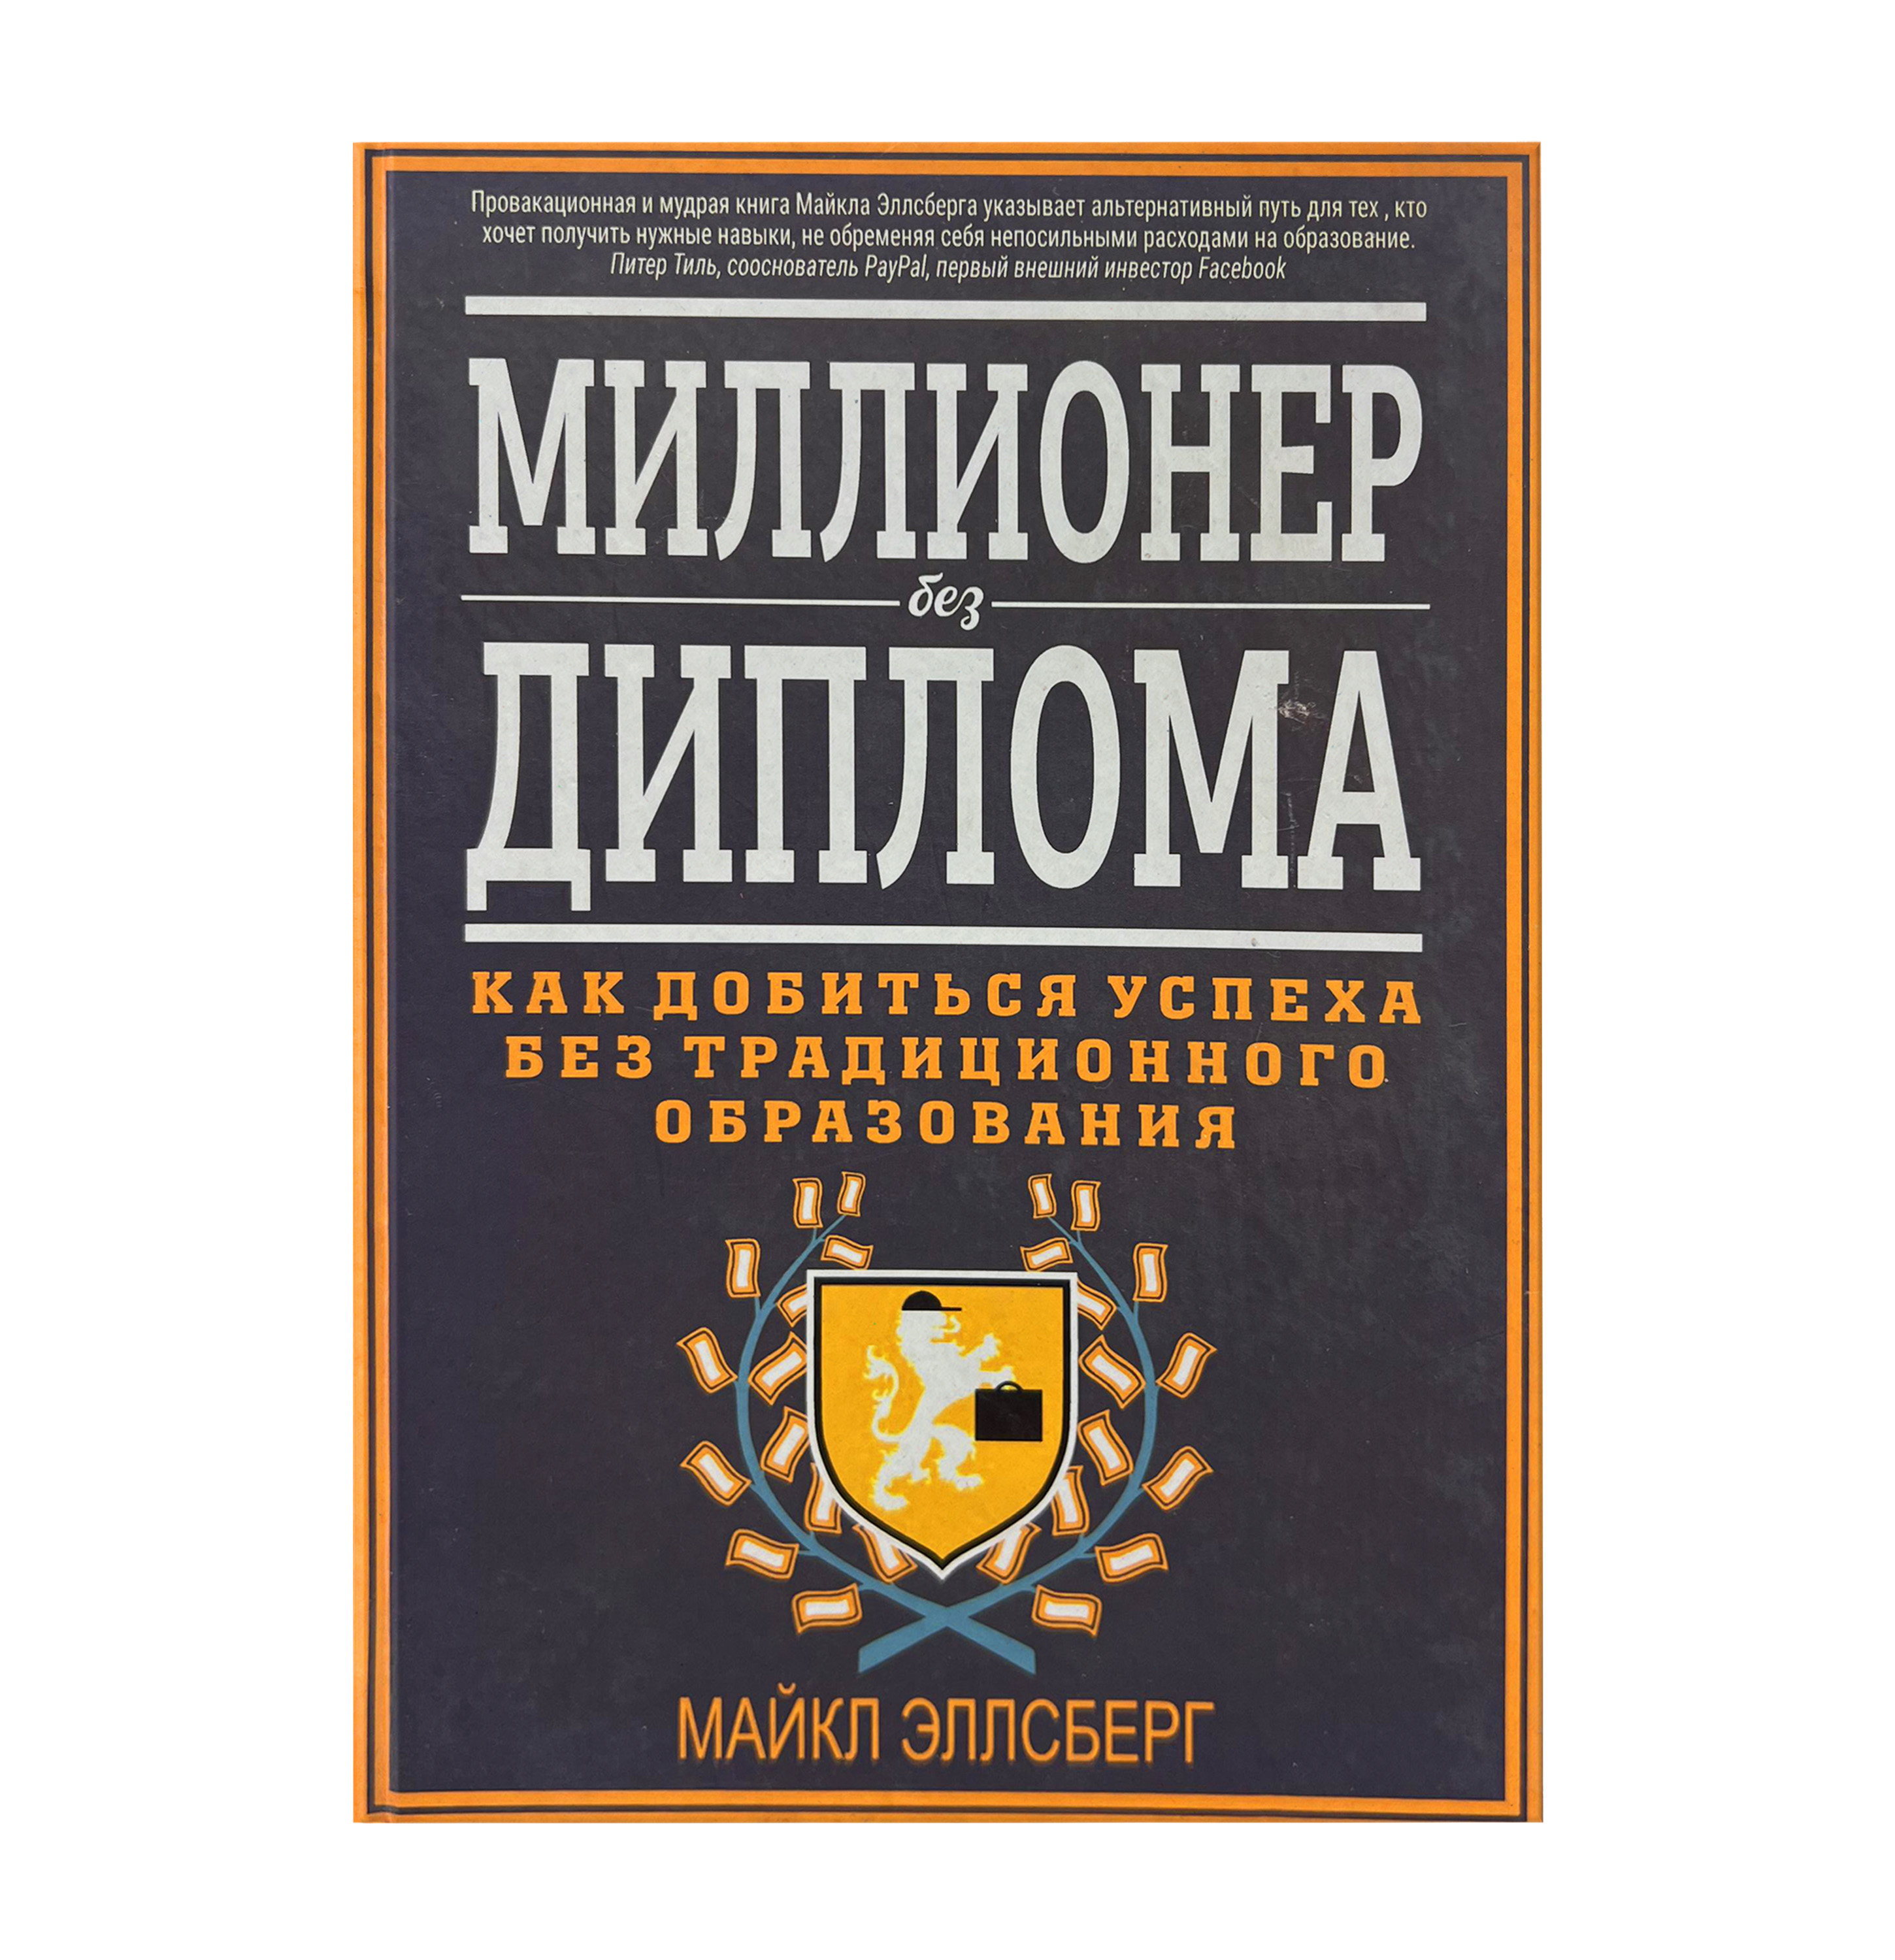 Провакационная и мудрая книга Майкла Эллсберга указывает альтернативный путь для тех , кто
хочет получить нужные навыки, не обременяя себя непосильными расходами на образование.
Питер Тиль, сооснователь PayPal, первый внешний инвестор Facebook
МИЛЛИОНЕР
без
ДИПЛОМА
КАК ДОБИТЬСЯ УСПЕХА
БЕЗ ТРАДИЦИОННОГО
ОБРАЗОВАНИЯ
МАЙКЛ ЭЛЛСБЕРГ